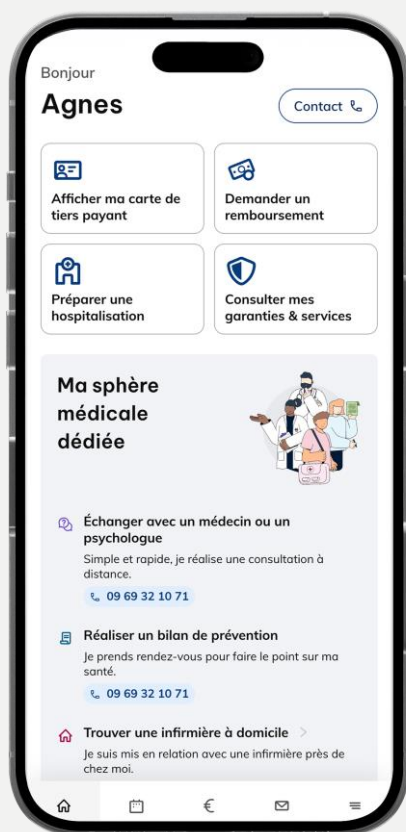 Bonjour
Agnes
Contact
Afficher ma carte de
tiers payant
Demander un
remboursement
Préparer une
hospitalisation
Consulter mes
garanties & services
Ma sphère
médicale
dédiée
Échanger avec un médecin ou un
psychologue
Simple et rapide, je réalise une consultation à
distance.
09 69 32 10 71
Réaliser un bilan de prévention
Je prends rendez-vous pour faire le point sur ma
santé.
09 69 32 10 71
Trouver une infirmière à domicile
Je suis mis en relation avec une infirmière près de
chez moi.